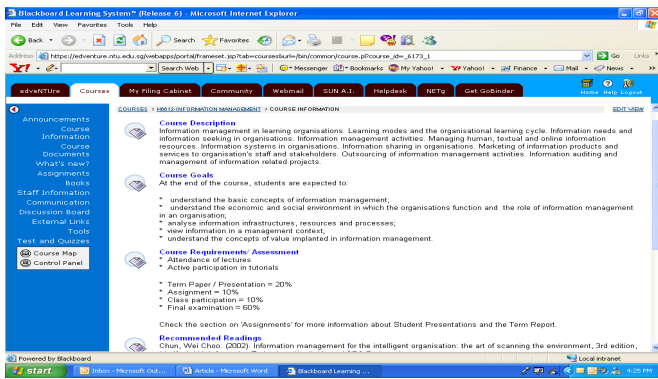 Blackboard Learning System™ (Release 6) - Microsoft Internet Explorer
File Edit View Favorites Tools Help
Back Search Favorites
Address https://edventure.ntu.edu.sg/webapps/portal/frameset.jsp?tab=courses&url=/bin/common/course.pl?course_id=_6173_1 Go Links
Y! Search Web Messenger Bookmarks My Yahoo! Yahoo! Finance Mail News
edveNTUre Courses My Filing Cabinet Community Webmail SUN A.I. Helpdesk NETg Get GoBinder Home Help Logout
COURSES > H6612-INFORMATION MANAGEMENT > COURSE INFORMATION EDIT VIEW
Announcements
Course Information
Course Documents
What's new?
Assignments
Books
Staff Information
Communication
Discussion Board
External Links
Tools
Test and Quizzes
Course Map
Control Panel
Course Description
Information management in learning organisations. Learning modes and the organisational learning cycle. Information needs and
information seeking in organisations. Information management activities. Managing human, textual and online information
resources. Information systems in organisations. Information sharing in organisations. Marketing of information products and
services to organisation's staff and stakeholders. Outsourcing of information management activities. Information auditing and
management of information related projects.
Course Goals
At the end of the course, students are expected to:
* understand the basic concepts of information management;
* understand the economic and social environment in which the organisations function and the role of information management
in an organisation;
* analyse information infrastructures, resources and processes;
* view information in a management context;
* understand the concepts of value implanted in information management.
Course Requirements/ Assessment
* Attendance of lectures
* Active participation in tutorials
* Term Paper / Presentation = 20%
* Assignment = 10%
* Class participation = 10%
* Final examination = 60%
Check the section on 'Assignments' for more information about Student Presentations and the Term Report.
Recommended Readings
Chun, Wei Choo. (2002). Information management for the intelligent organisation: the art of scanning the environment, 3rd edition,
Powered by Blackboard Local intranet
start Inbox - Microsoft Out... Article - Microsoft Word Blackboard Learning ... 4:25 PM